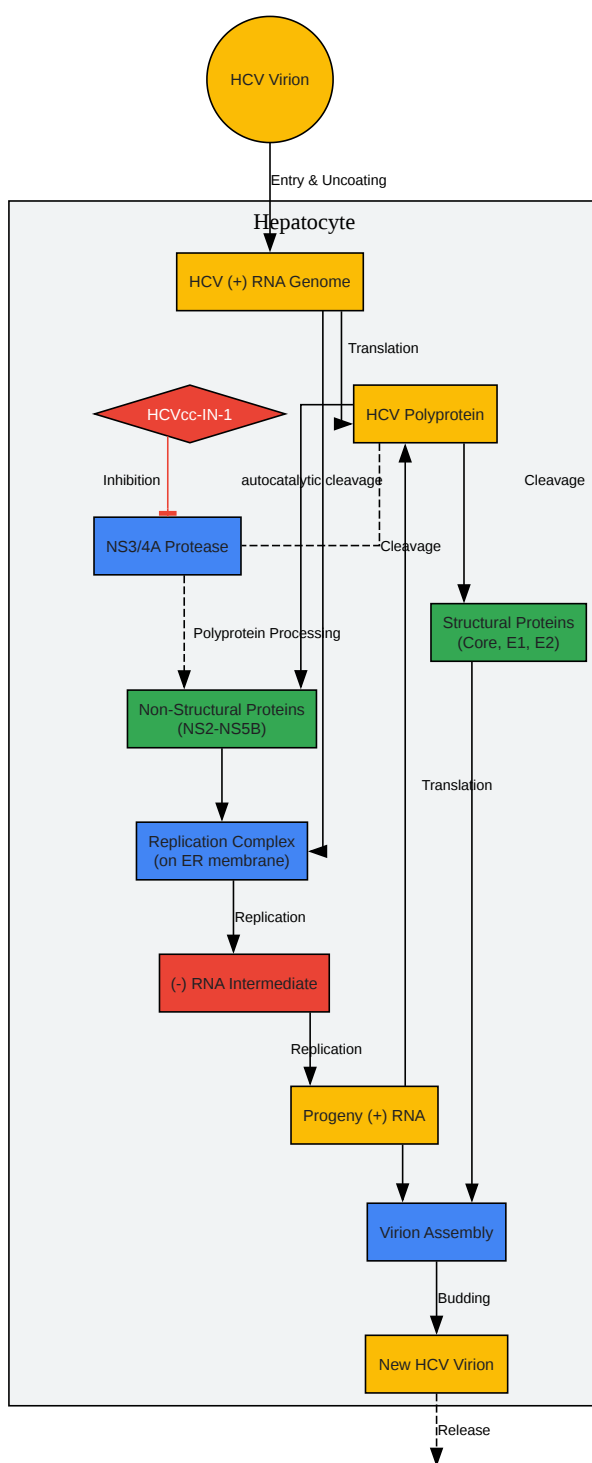 HCV Virion
Entry & Uncoating
Hepatocyte
HCV (+) RNA Genome
Translation
HCVcc-IN-1
HCV Polyprotein
Inhibition
autocatalytic cleavage
Cleavage
NS3/4A Protease
Cleavage
Structural Proteins
(Core, E1, E2)
Polyprotein Processing
Non-Structural Proteins
(NS2-NS5B)
Translation
Replication Complex
(on ER membrane)
Replication
(-) RNA Intermediate
Replication
Progeny (+) RNA
Virion Assembly
Budding
New HCV Virion
Release